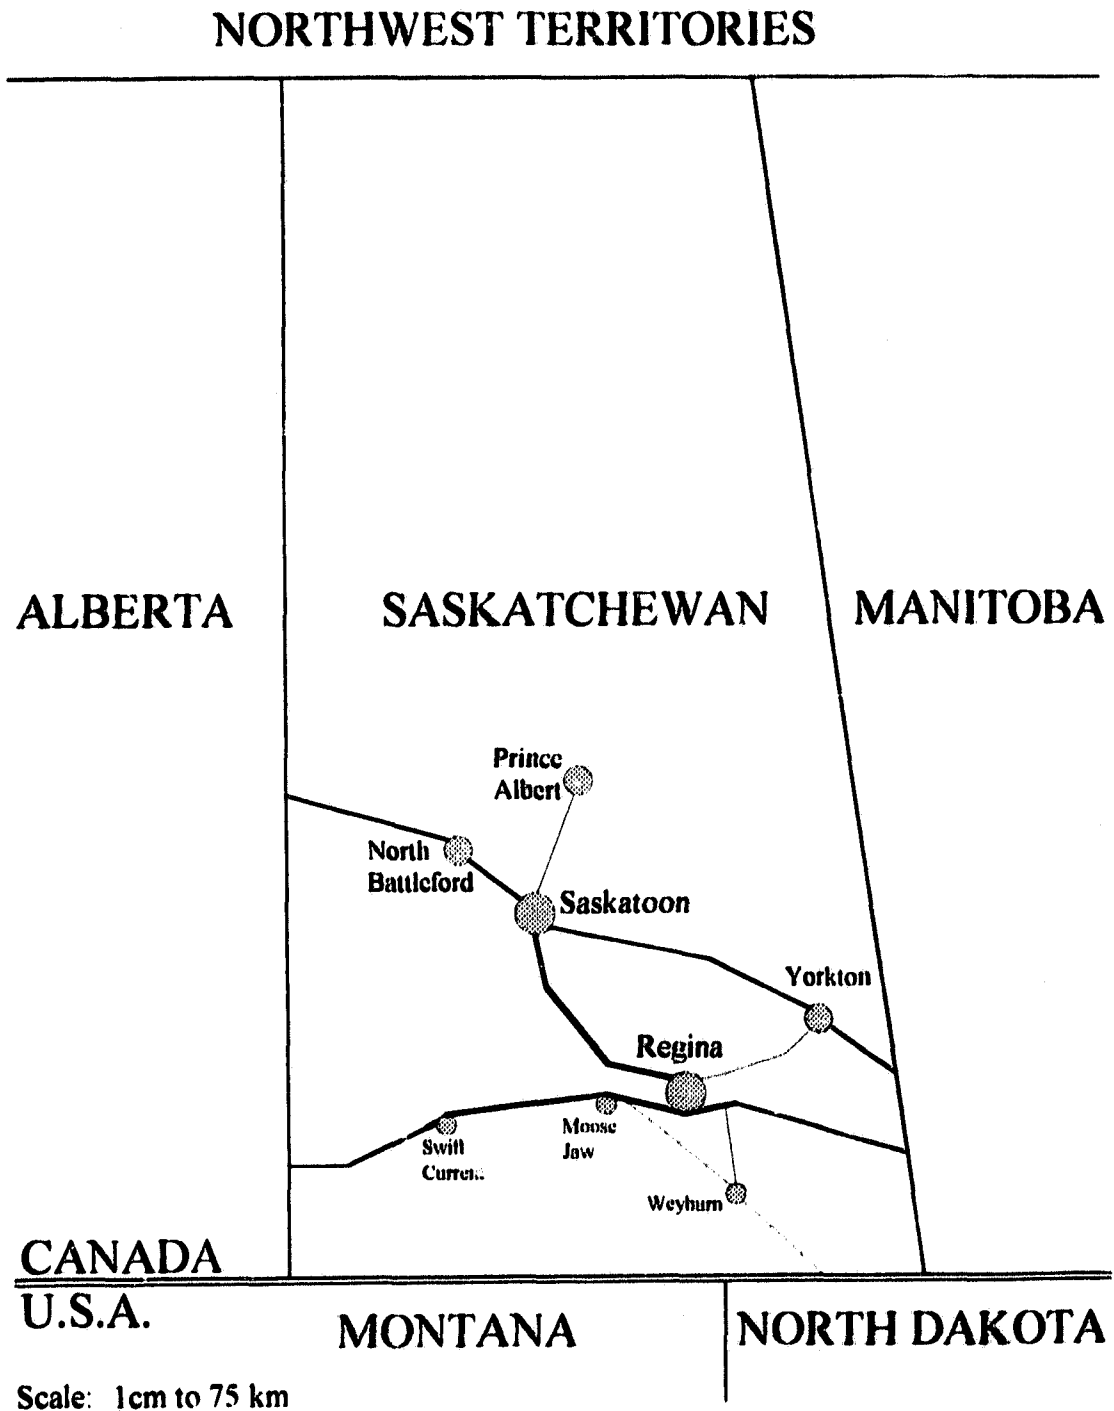 NORTHWEST TERRITORIES
ALBERTA
SASKATCHEWAN
MANITOBA
Prince
Albert
North
Battleford
Saskatoon
Yorkton
Regina
Moose
Jaw
Swift
Weyburn
CANADA
U.S.A.
MONTANA
NORTH DAKOTA
Scale: 1cm to 75 km